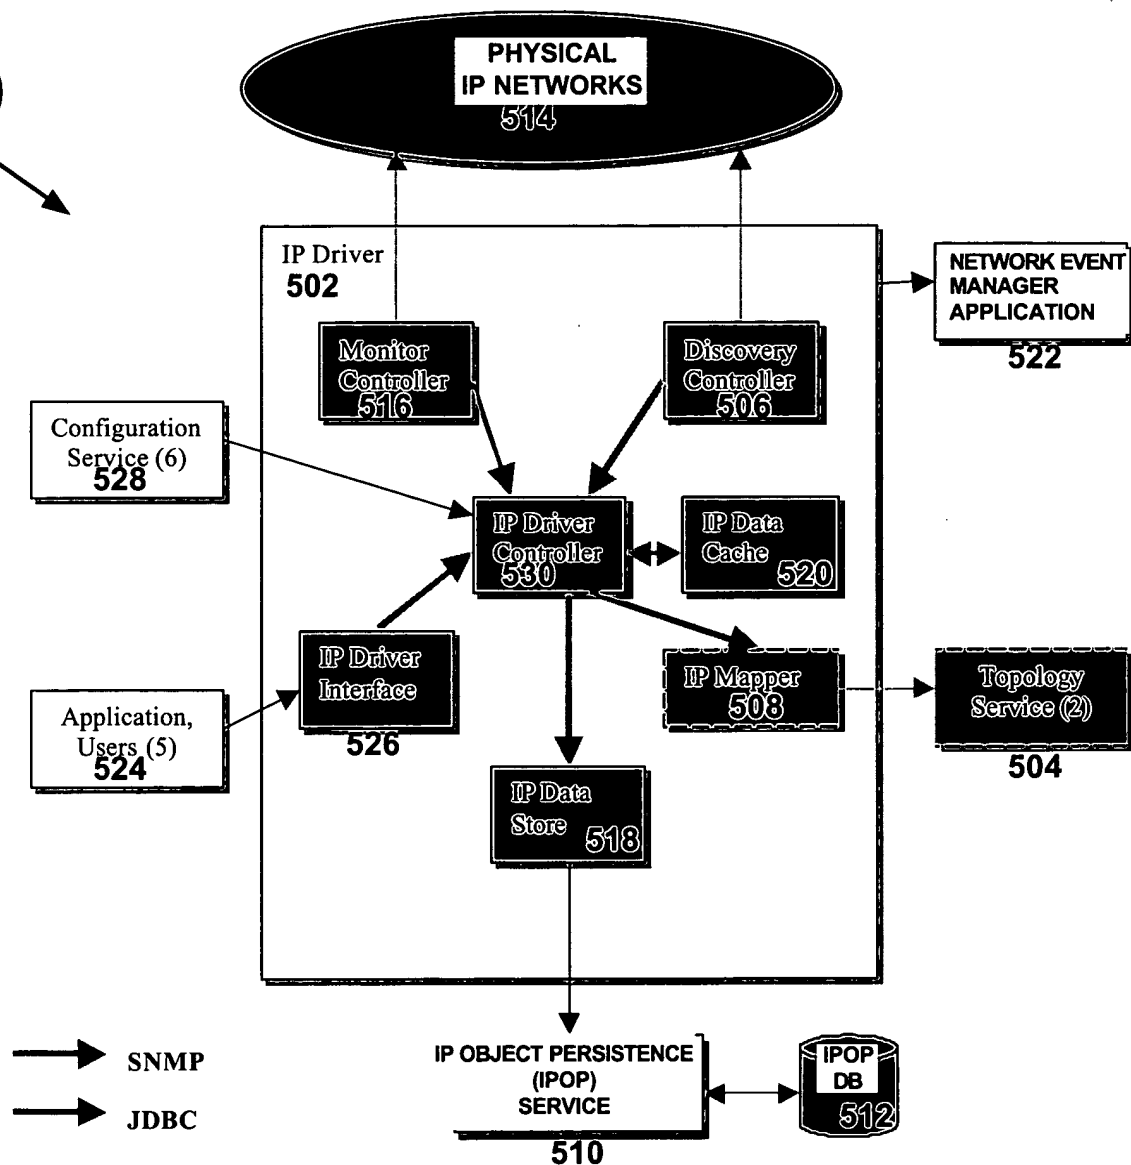 PHYSICAL
IP NETWORKS
514
IP Driver
502
NETWORK EVENT
MANAGER
APPLICATION
522
Monitor
Controller
516
Discovery
Controller
506
Configuration
Service (6)
528
IP Driver
Controller
530
IP Data
Cache
520
IP Driver
Interface
526
IP Mapper
508
Topology
Service (2)
504
Application,
Users (5)
524
IP Data
Store
518
SNMP
JDBC
IP OBJECT PERSISTENCE
(IPOP)
SERVICE
510
IPOP
DB
512